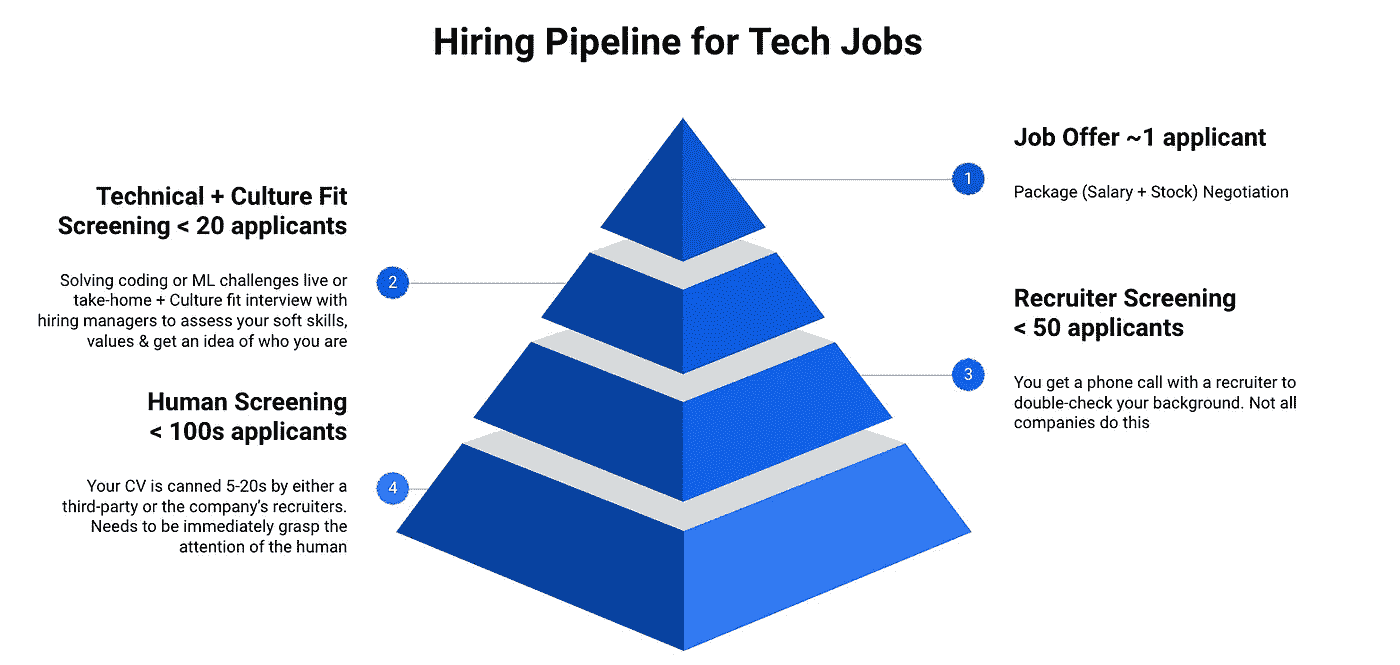 Hiring Pipeline for Tech Jobs
Job Offer ~1 applicant
1
Package (Salary + Stock) Negotiation
Technical + Culture Fit
Screening < 20 applicants
2
Solving coding or ML challenges live or
take-home + Culture fit interview with
hiring managers to assess your soft skills,
values & get an idea of who you are
Recruiter Screening
< 50 applicants
3
You get a phone call with a recruiter to
double-check your background. Not all
companies do this
Human Screening
< 100s applicants
4
Your CV is canned 5-20s by either a
third-party or the company's recruiters.
Needs to be immediately grasp the
attention of the human